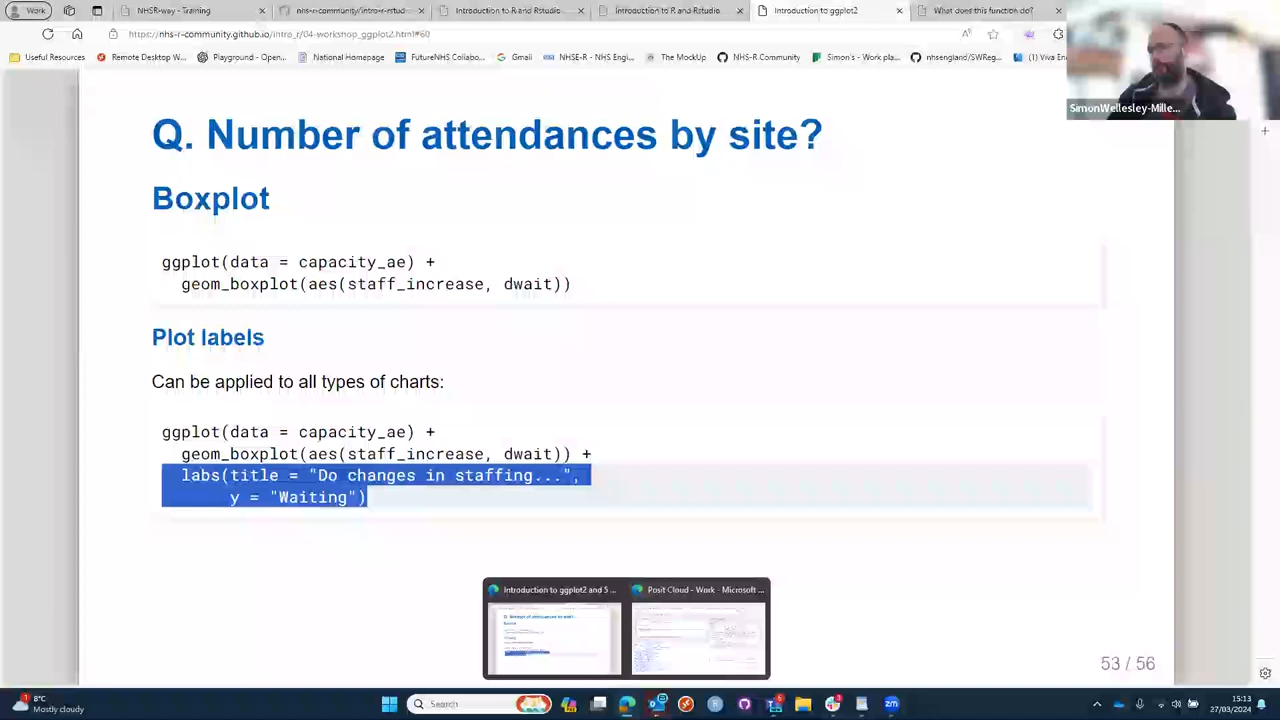 Work
NHSR-way - Training
nhs-r-community/intro-r-rstud
Introduction to R and Rstudio
Introduction to R and Rstudio
Introduction to ggplot2
What does this function do?
https://nhs-r-community.github.io/intro_r/04-workshop_ggplot2.html#60
Useful Resources
Remote Desktop W...
Playground - Open...
National Homepage
FutureNHS Collabo...
Gmail
NHSE-R - NHS Engi...
The MockUp
NHS-R Community
Simon's - Work pla...
nhsengland/SWReg...
(1) Viva En
SimonWellesley-Mille...
Q. Number of attendances by site?
Boxplot
ggplot(data = capacity_ae) +
geom_boxplot(aes(staff_increase, dwait))
Plot labels
Can be applied to all types of charts:
ggplot(data = capacity_ae) +
geom_boxplot(aes(staff_increase, dwait)) +
labs(title = "Do changes in staffing...",
y = "Waiting")
Introduction to ggplot2 and 5 ...
Posit Cloud - Work - Microsoft ...
53 / 56
8°C
Mostly cloudy
Search
15:13
27/03/2024